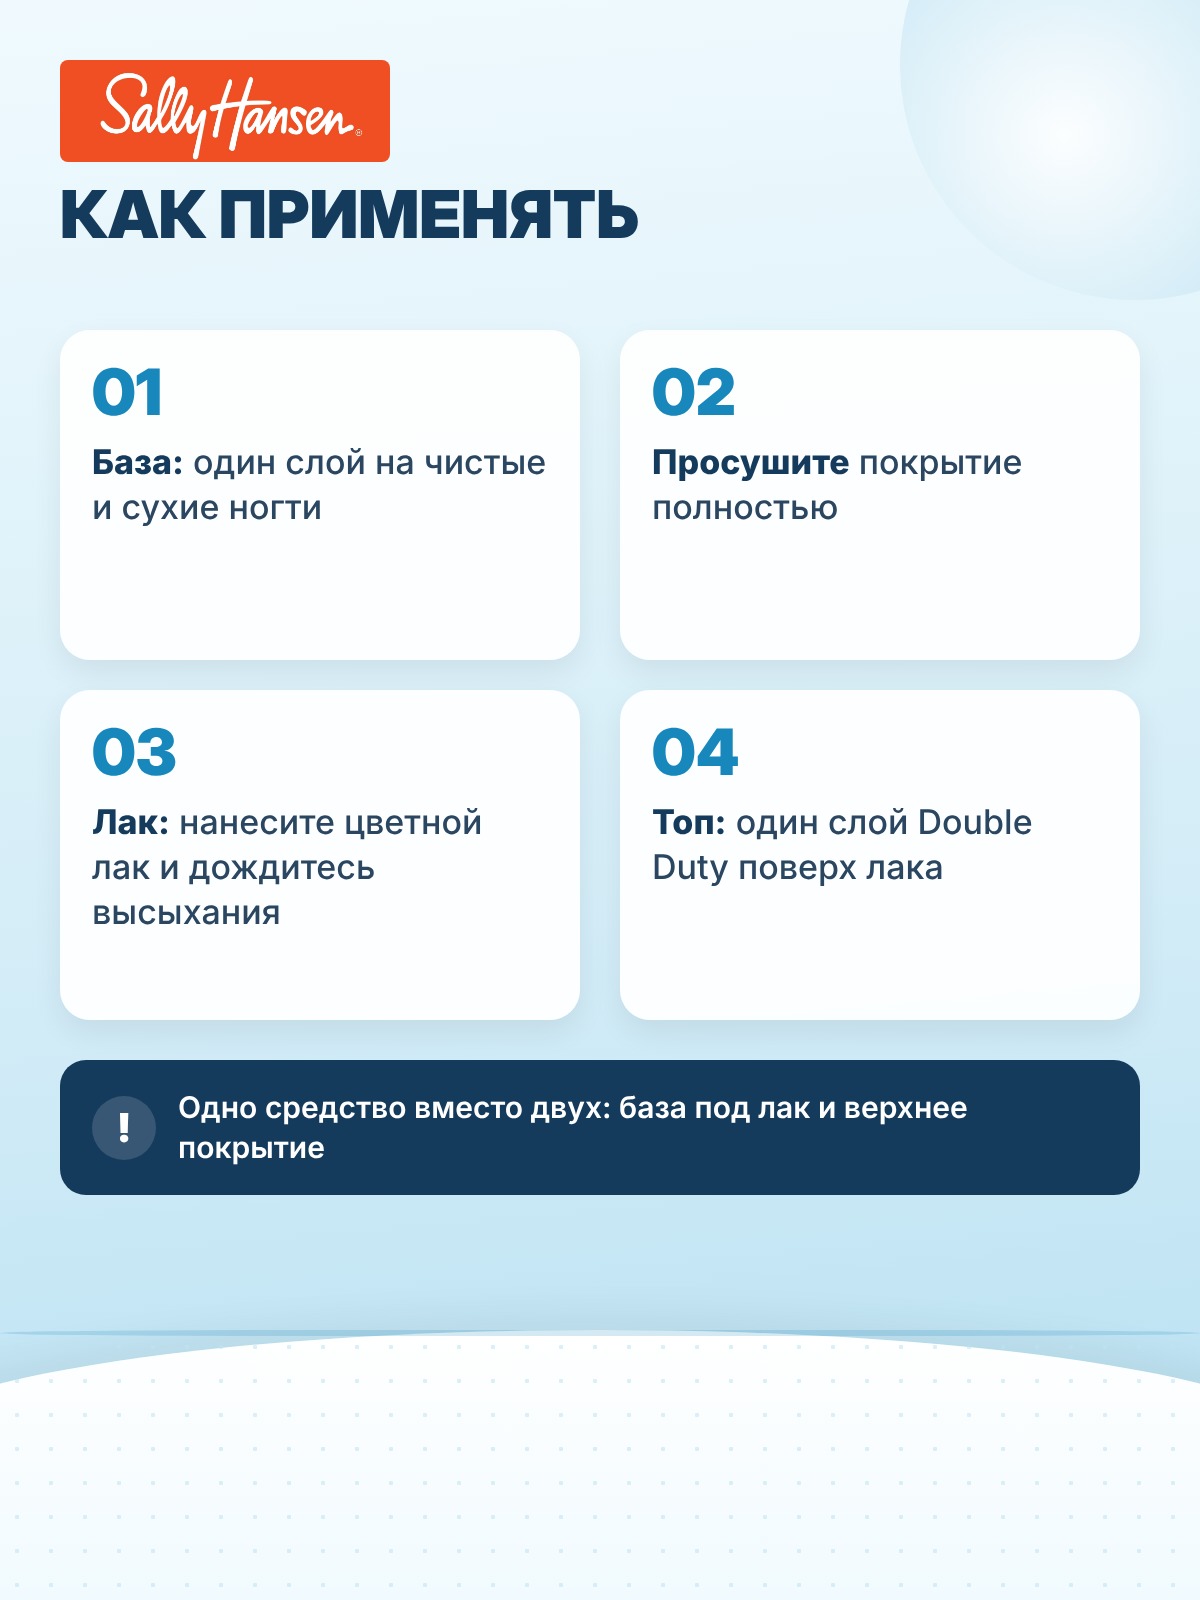 Sally Hansen®
КАК ПРИМЕНЯТЬ
01
База: один слой на чистые
и сухие ногти
02
Просушите покрытие
полностью
03
Лак: нанесите цветной
лак и дождитесь
высыхания
04
Топ: один слой Double
Duty поверх лака
!
Одно средство вместо двух: база под лак и верхнее
покрытие